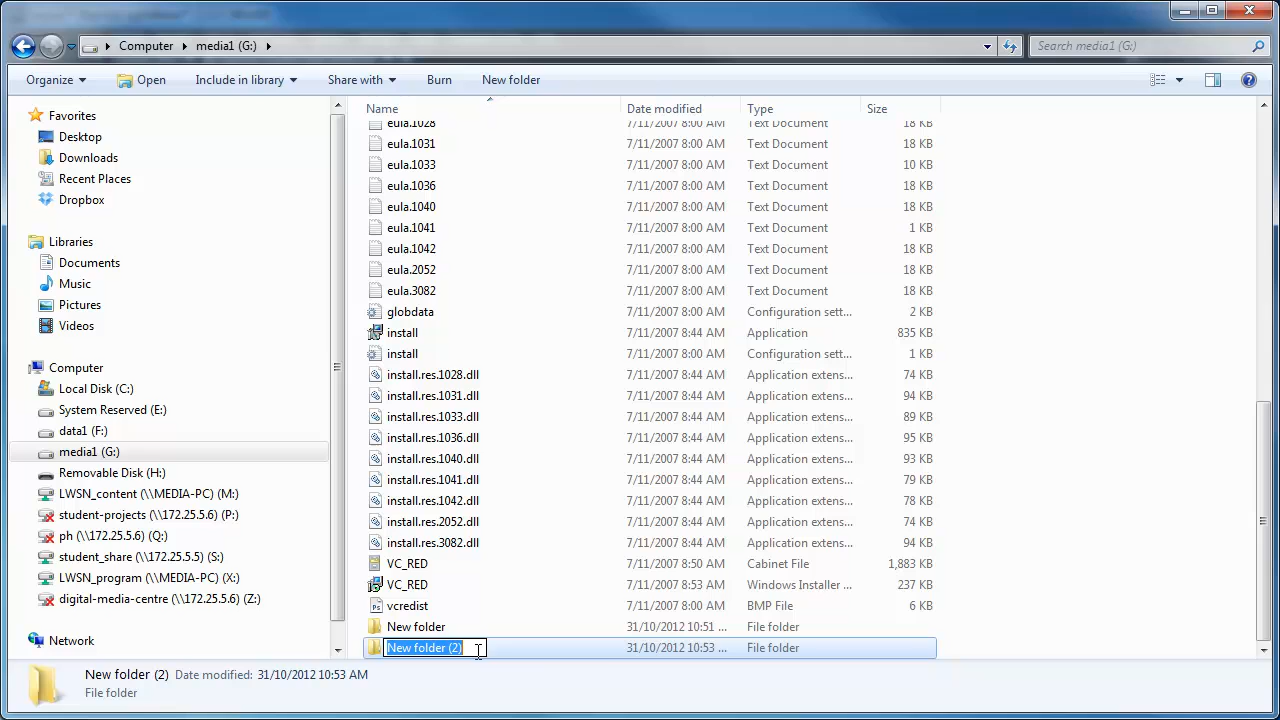 Computer media1 (G:) Search media1 (G:)
Organize Open Include in library Share with Burn New folder
Favorites
Desktop
Downloads
Recent Places
Dropbox
Libraries
Documents
Music
Pictures
Videos
Computer
Local Disk (C:)
System Reserved (E:)
data1 (F:)
media1 (G:)
Removable Disk (H:)
LWSN_content (\\MEDIA-PC) (M:)
student-projects (\\172.25.5.6) (P:)
ph (\\172.25.5.6) (Q:)
student_share (\\172.25.5.5) (S:)
LWSN_program (\\MEDIA-PC) (X:)
digital-media-centre (\\172.25.5.6) (Z:)
Network
Name Date modified Type Size
eula.1028 7/11/2007 8:00 AM Text Document 18 KB
eula.1031 7/11/2007 8:00 AM Text Document 18 KB
eula.1033 7/11/2007 8:00 AM Text Document 10 KB
eula.1036 7/11/2007 8:00 AM Text Document 18 KB
eula.1040 7/11/2007 8:00 AM Text Document 18 KB
eula.1041 7/11/2007 8:00 AM Text Document 1 KB
eula.1042 7/11/2007 8:00 AM Text Document 18 KB
eula.2052 7/11/2007 8:00 AM Text Document 18 KB
eula.3082 7/11/2007 8:00 AM Text Document 18 KB
globdata 7/11/2007 8:00 AM Configuration sett... 2 KB
install 7/11/2007 8:44 AM Application 835 KB
install 7/11/2007 8:00 AM Configuration sett... 1 KB
install.res.1028.dll 7/11/2007 8:44 AM Application extens... 74 KB
install.res.1031.dll 7/11/2007 8:44 AM Application extens... 94 KB
install.res.1033.dll 7/11/2007 8:44 AM Application extens... 89 KB
install.res.1036.dll 7/11/2007 8:44 AM Application extens... 95 KB
install.res.1040.dll 7/11/2007 8:44 AM Application extens... 93 KB
install.res.1041.dll 7/11/2007 8:44 AM Application extens... 79 KB
install.res.1042.dll 7/11/2007 8:44 AM Application extens... 78 KB
install.res.2052.dll 7/11/2007 8:44 AM Application extens... 74 KB
install.res.3082.dll 7/11/2007 8:44 AM Application extens... 94 KB
VC_RED 7/11/2007 8:50 AM Cabinet File 1,883 KB
VC_RED 7/11/2007 8:53 AM Windows Installer ... 237 KB
vcredist 7/11/2007 8:00 AM BMP File 6 KB
New folder 31/10/2012 10:51 ... File folder
New folder (2) 31/10/2012 10:53 ... File folder
New folder (2) Date modified: 31/10/2012 10:53 AM
File folder